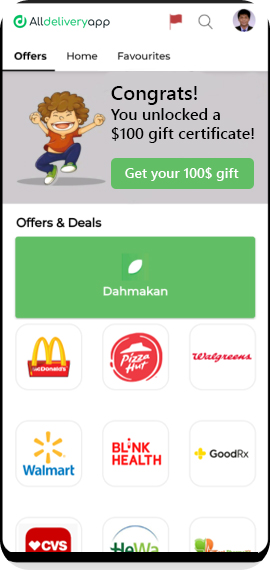 Alldeliveryapp
Offers Home Favourites
Congrats!
You unlocked a
$100 gift certificate!
Get your 100$ gift
Offers & Deals
Dahmakan
McDonald's
Pizza
Hut
Walgreens
Walmart
BLINK
HEALTH
GoodRx
CVS
HeWa